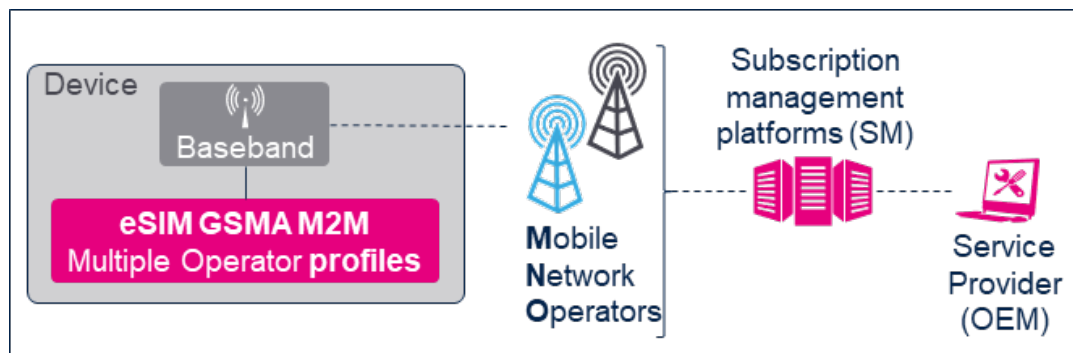 Device
Baseband
eSIM GSMA M2M
Multiple Operator profiles
Mobile
Network
Operators
Subscription
management
platforms (SM)
Service
Provider
(OEM)